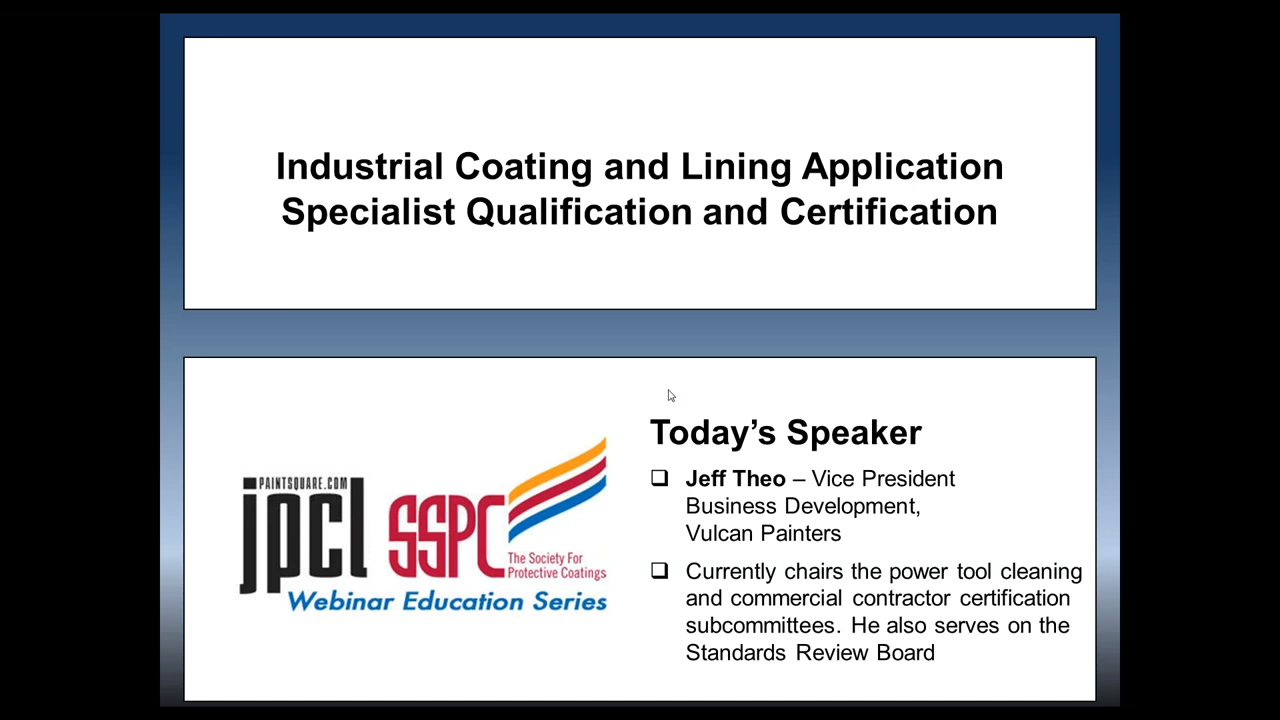 Industrial Coating and Lining Application
Specialist Qualification and Certification
PAINTSQUARE.COM
jpcl
SSPC
The Society For
Protective Coatings
Webinar Education Series
Today’s Speaker
❑ Jeff Theo – Vice President
Business Development,
Vulcan Painters
❑ Currently chairs the power tool cleaning
and commercial contractor certification
subcommittees. He also serves on the
Standards Review Board